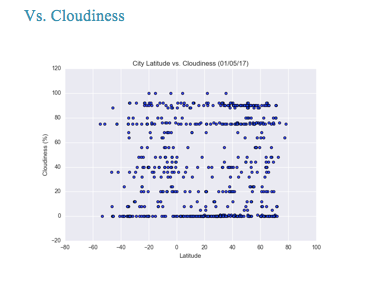 Vs. Cloudiness
City Latitude vs. Cloudiness (01/05/17)
120
100
80
60
40
20
0
−20
Cloudiness (%)
−80 −60 −40 −20 0 20 40 60 80 100
Latitude